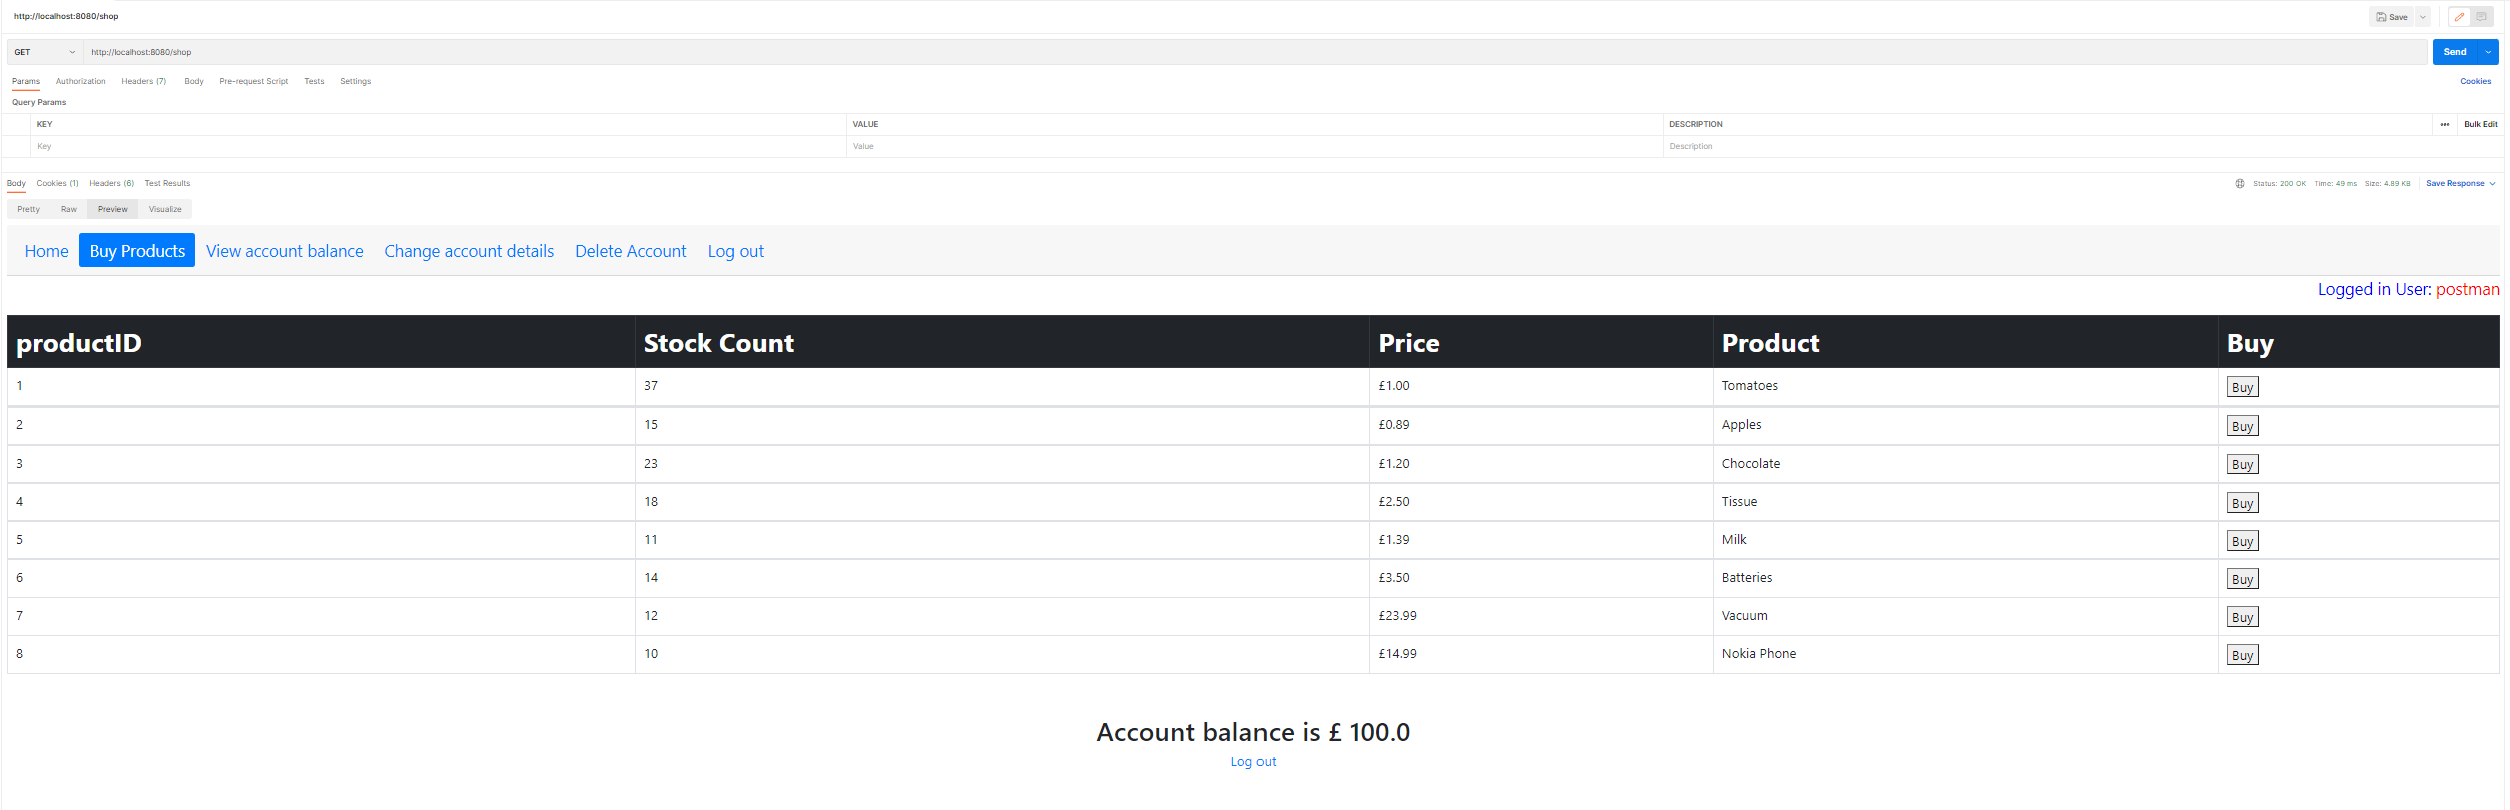 http://localhost:8080/shop Save
GET http://localhost:8080/shop Send
Params Authorization Headers (7) Body Pre-request Script Tests Settings Cookies
Query Params
KEY VALUE DESCRIPTION ••• Bulk Edit
Key Value Description
Body Cookies (1) Headers (6) Test Results Status: 200 OK Time: 49 ms Size: 4.89 KB Save Response
Pretty Raw Preview Visualize
Home Buy Products View account balance Change account details Delete Account Log out
Logged in User: postman
productID Stock Count Price Product Buy
1 37 £1.00 Tomatoes Buy
2 15 £0.89 Apples Buy
3 23 £1.20 Chocolate Buy
4 18 £2.50 Tissue Buy
5 11 £1.39 Milk Buy
6 14 £3.50 Batteries Buy
7 12 £23.99 Vacuum Buy
8 10 £14.99 Nokia Phone Buy
Account balance is £ 100.0
Log out